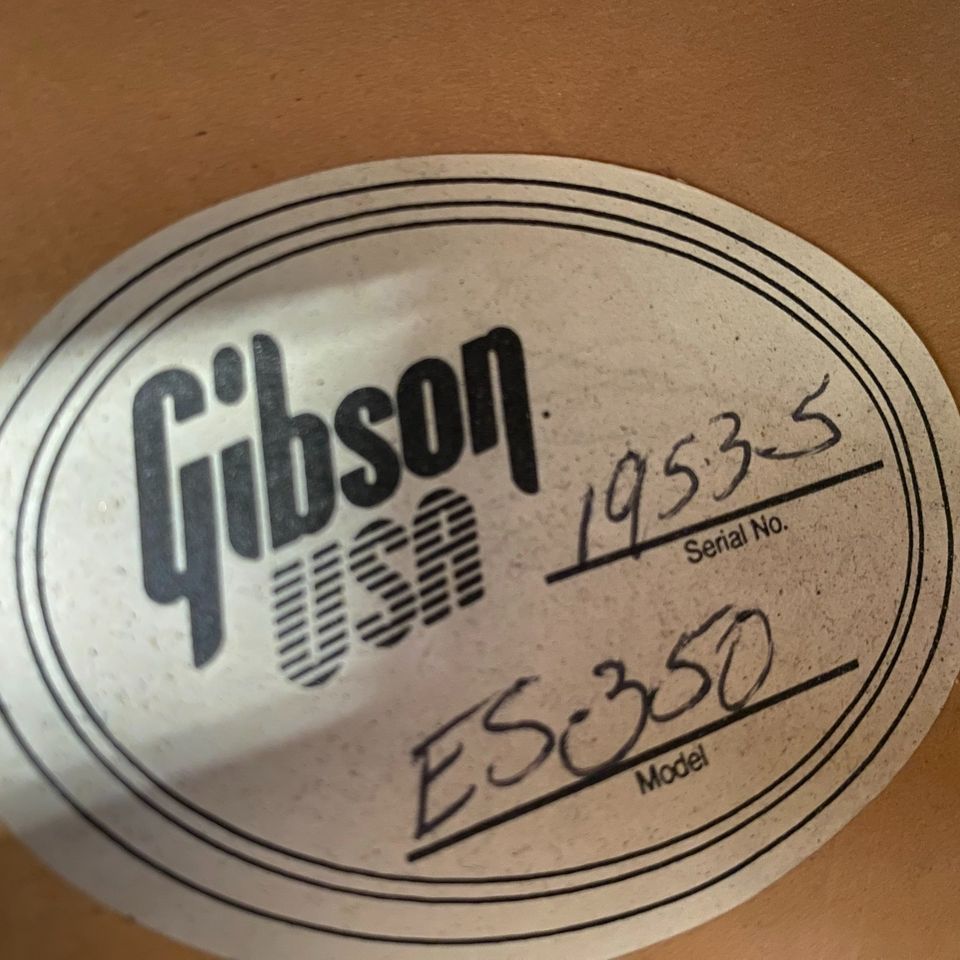 Gibson
USA
1953-5
Serial No.
ES-350
Model